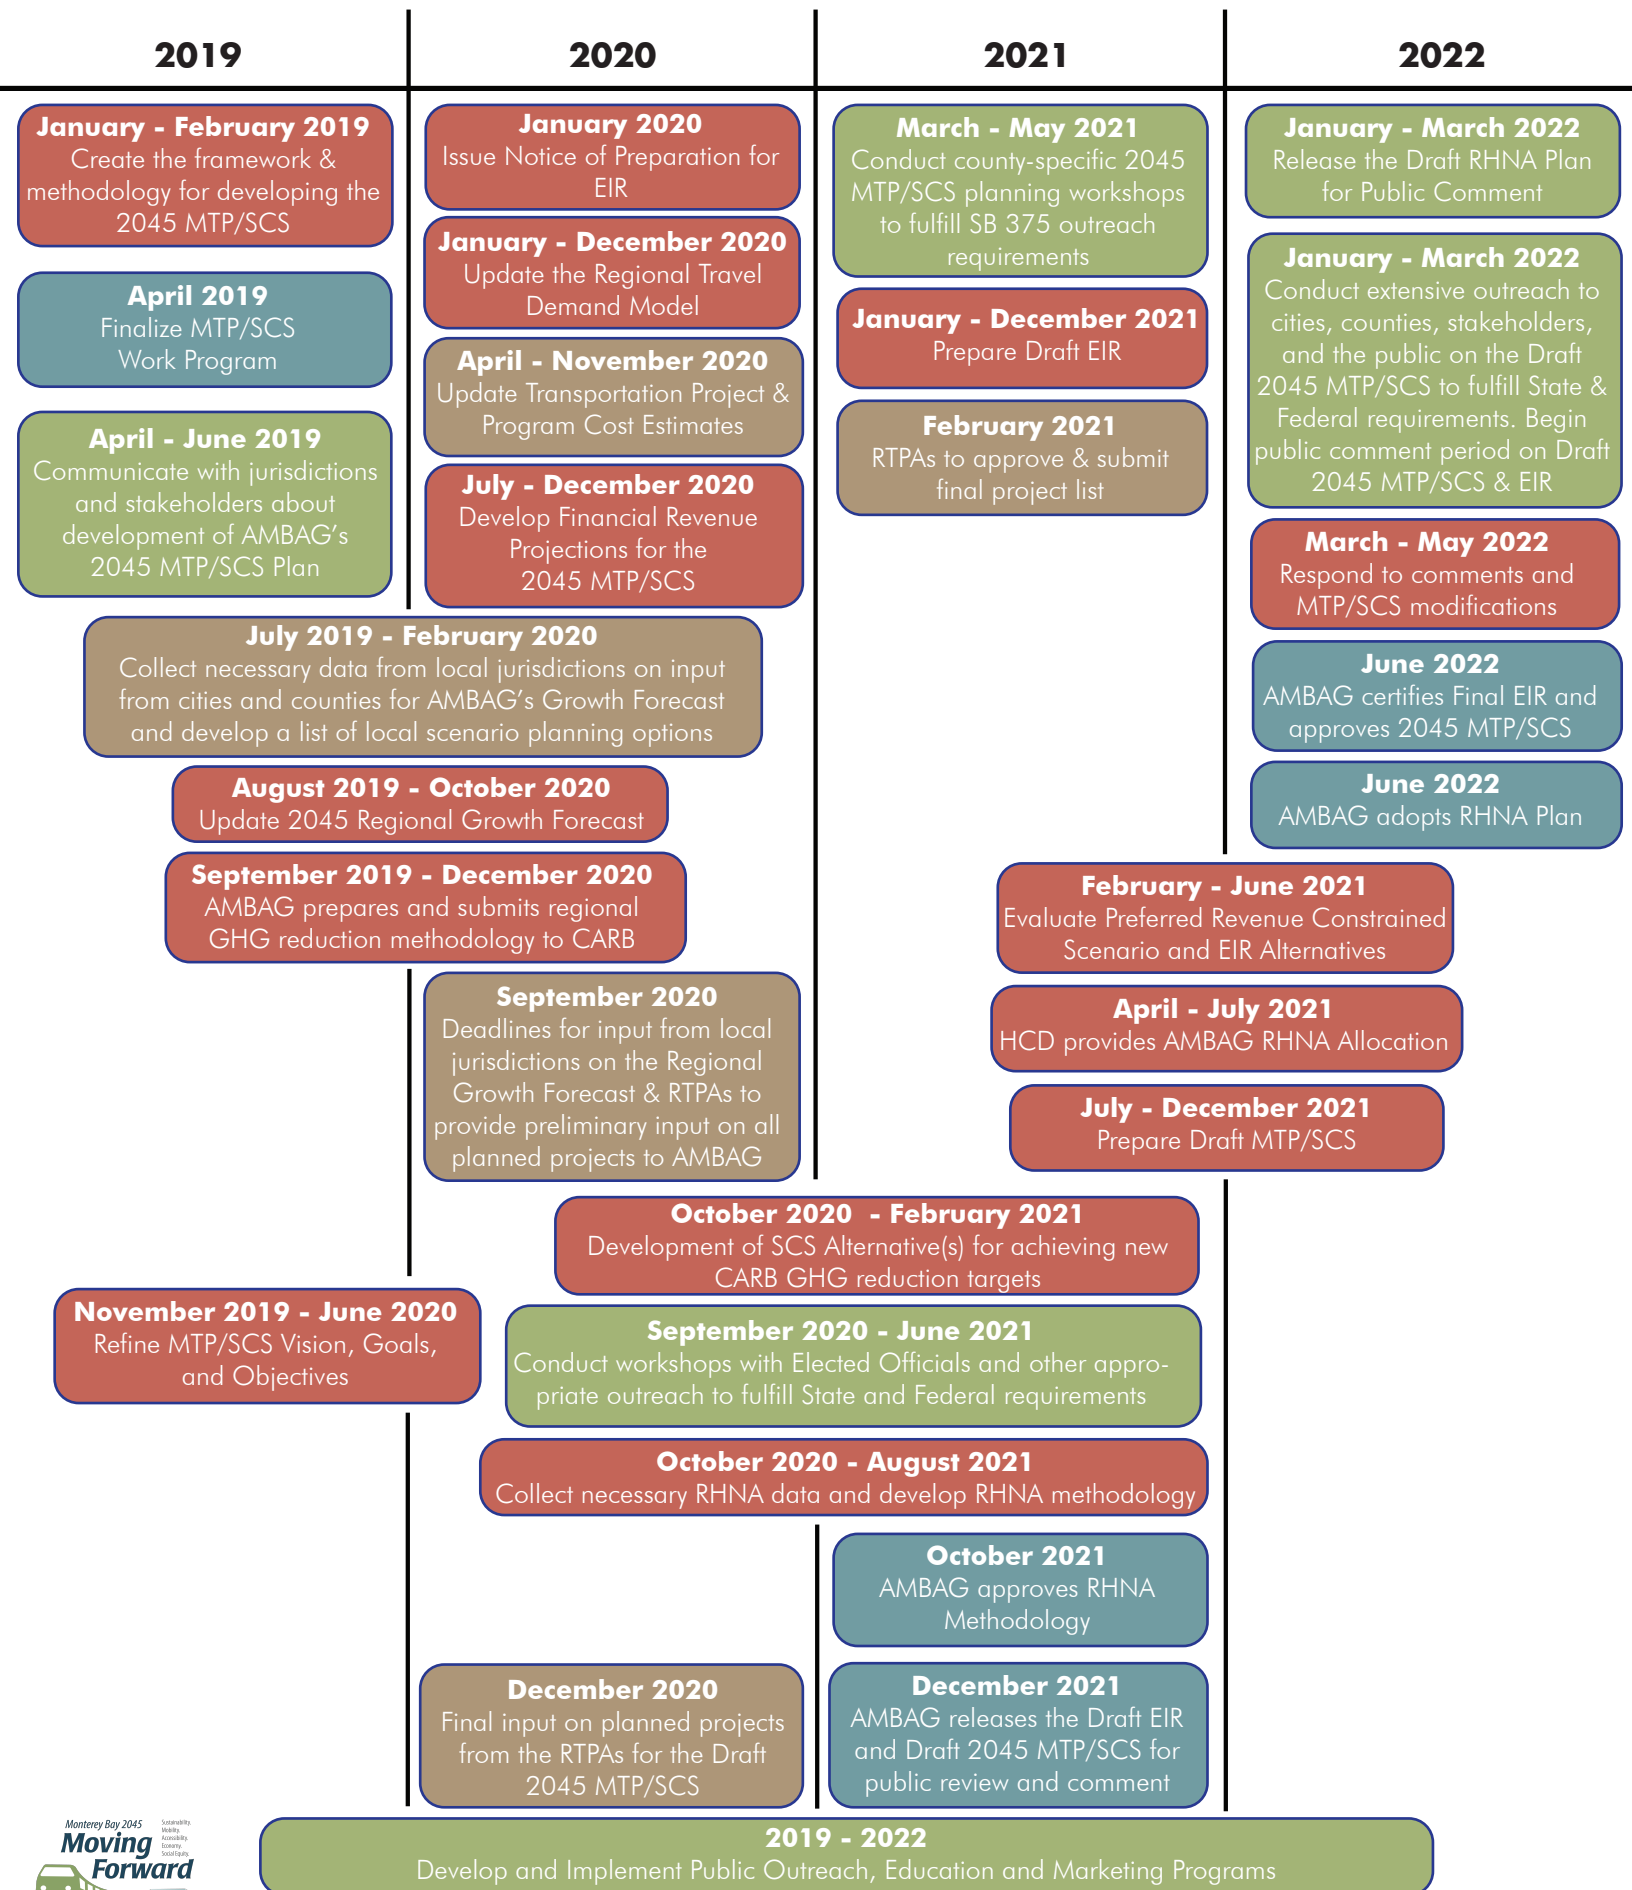 2019
2020
2021
2022
January - February 2019
Create the framework &
methodology for developing the
2045 MTP/SCS
April 2019
Finalize MTP/SCS
Work Program
April - June 2019
Communicate with jurisdictions
and stakeholders about
development of AMBAG's
2045 MTP/SCS Plan
January 2020
Issue Notice of Preparation for
EIR
January - December 2020
Update the Regional Travel
Demand Model
April - November 2020
Update Transportation Project &
Program Cost Estimates
July - December 2020
Develop Financial Revenue
Projections for the
2045 MTP/SCS
March - May 2021
Conduct county-specific 2045
MTP/SCS planning workshops
to fulfill SB 375 outreach
requirements
January - December 2021
Prepare Draft EIR
February 2021
RTPAs to approve & submit
final project list
January - March 2022
Release the Draft RHNA Plan
for Public Comment
January - March 2022
Conduct extensive outreach to
cities, counties, stakeholders,
and the public on the Draft
2045 MTP/SCS to fulfill State &
Federal requirements. Begin
public comment period on Draft
2045 MTP/SCS & EIR
March - May 2022
Respond to comments and
MTP/SCS modifications
June 2022
AMBAG certifies Final EIR and
approves 2045 MTP/SCS
June 2022
AMBAG adopts RHNA Plan
July 2019 - February 2020
Collect necessary data from local jurisdictions on input
from cities and counties for AMBAG's Growth Forecast
and develop a list of local scenario planning options
August 2019 - October 2020
Update 2045 Regional Growth Forecast
September 2019 - December 2020
AMBAG prepares and submits regional
GHG reduction methodology to CARB
September 2020
Deadlines for input from local
jurisdictions on the Regional
Growth Forecast & RTPAs to
provide preliminary input on all
planned projects to AMBAG
February - June 2021
Evaluate Preferred Revenue Constrained
Scenario and EIR Alternatives
April - July 2021
HCD provides AMBAG RHNA Allocation
July - December 2021
Prepare Draft MTP/SCS
October 2020 - February 2021
Development of SCS Alternative(s) for achieving new
CARB GHG reduction targets
November 2019 - June 2020
Refine MTP/SCS Vision, Goals,
and Objectives
September 2020 - June 2021
Conduct workshops with Elected Officials and other appro-
priate outreach to fulfill State and Federal requirements
October 2020 - August 2021
Collect necessary RHNA data and develop RHNA methodology
October 2021
AMBAG approves RHNA
Methodology
December 2020
Final input on planned projects
from the RTPAs for the Draft
2045 MTP/SCS
December 2021
AMBAG releases the Draft EIR
and Draft 2045 MTP/SCS for
public review and comment
Monterey Bay 2045
Moving
Forward
Sustainability.
Mobility.
Accessibility.
Economy.
Social Equity.
2019 - 2022
Develop and Implement Public Outreach, Education and Marketing Programs